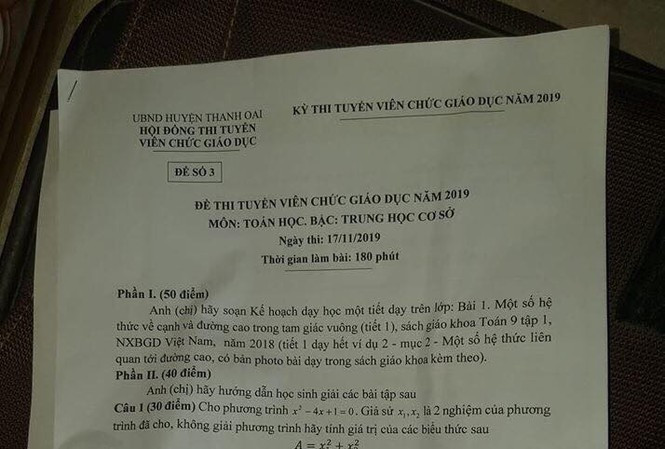 UBND HUYỆN THANH OAI
HỘI ĐỒNG THI TUYỂN
VIÊN CHỨC GIÁO DỤC
KỲ THI TUYỂN VIÊN CHỨC GIÁO DỤC NĂM 2019
ĐỀ SỐ 3
ĐỀ THI TUYỂN VIÊN CHỨC GIÁO DỤC NĂM 2019
MÔN: TOÁN HỌC. BẬC: TRUNG HỌC CƠ SỞ
Ngày thi: 17/11/2019
Thời gian làm bài: 180 phút
Phần I. (50 điểm)
Anh (chị) hãy soạn Kế hoạch dạy học một tiết dạy trên lớp: Bài 1. Một số hệ
thức về cạnh và đường cao trong tam giác vuông (tiết 1), sách giáo khoa Toán 9 tập 1,
NXBGD Việt Nam, năm 2018 (tiết 1 dạy hết ví dụ 2 - mục 2 - Một số hệ thức liên
quan tới đường cao, có bản photo bài dạy trong sách giáo khoa kèm theo).
Phần II. (40 điểm)
Anh (chị) hãy hướng dẫn học sinh giải các bài tập sau
Câu 1 (30 điểm) Cho phương trình x² − 4x + 1 = 0. Giả sử x₁, x₂ là 2 nghiệm của phương
trình đã cho, không giải phương trình hãy tính giá trị của các biểu thức sau
A = x₁² + x₂²